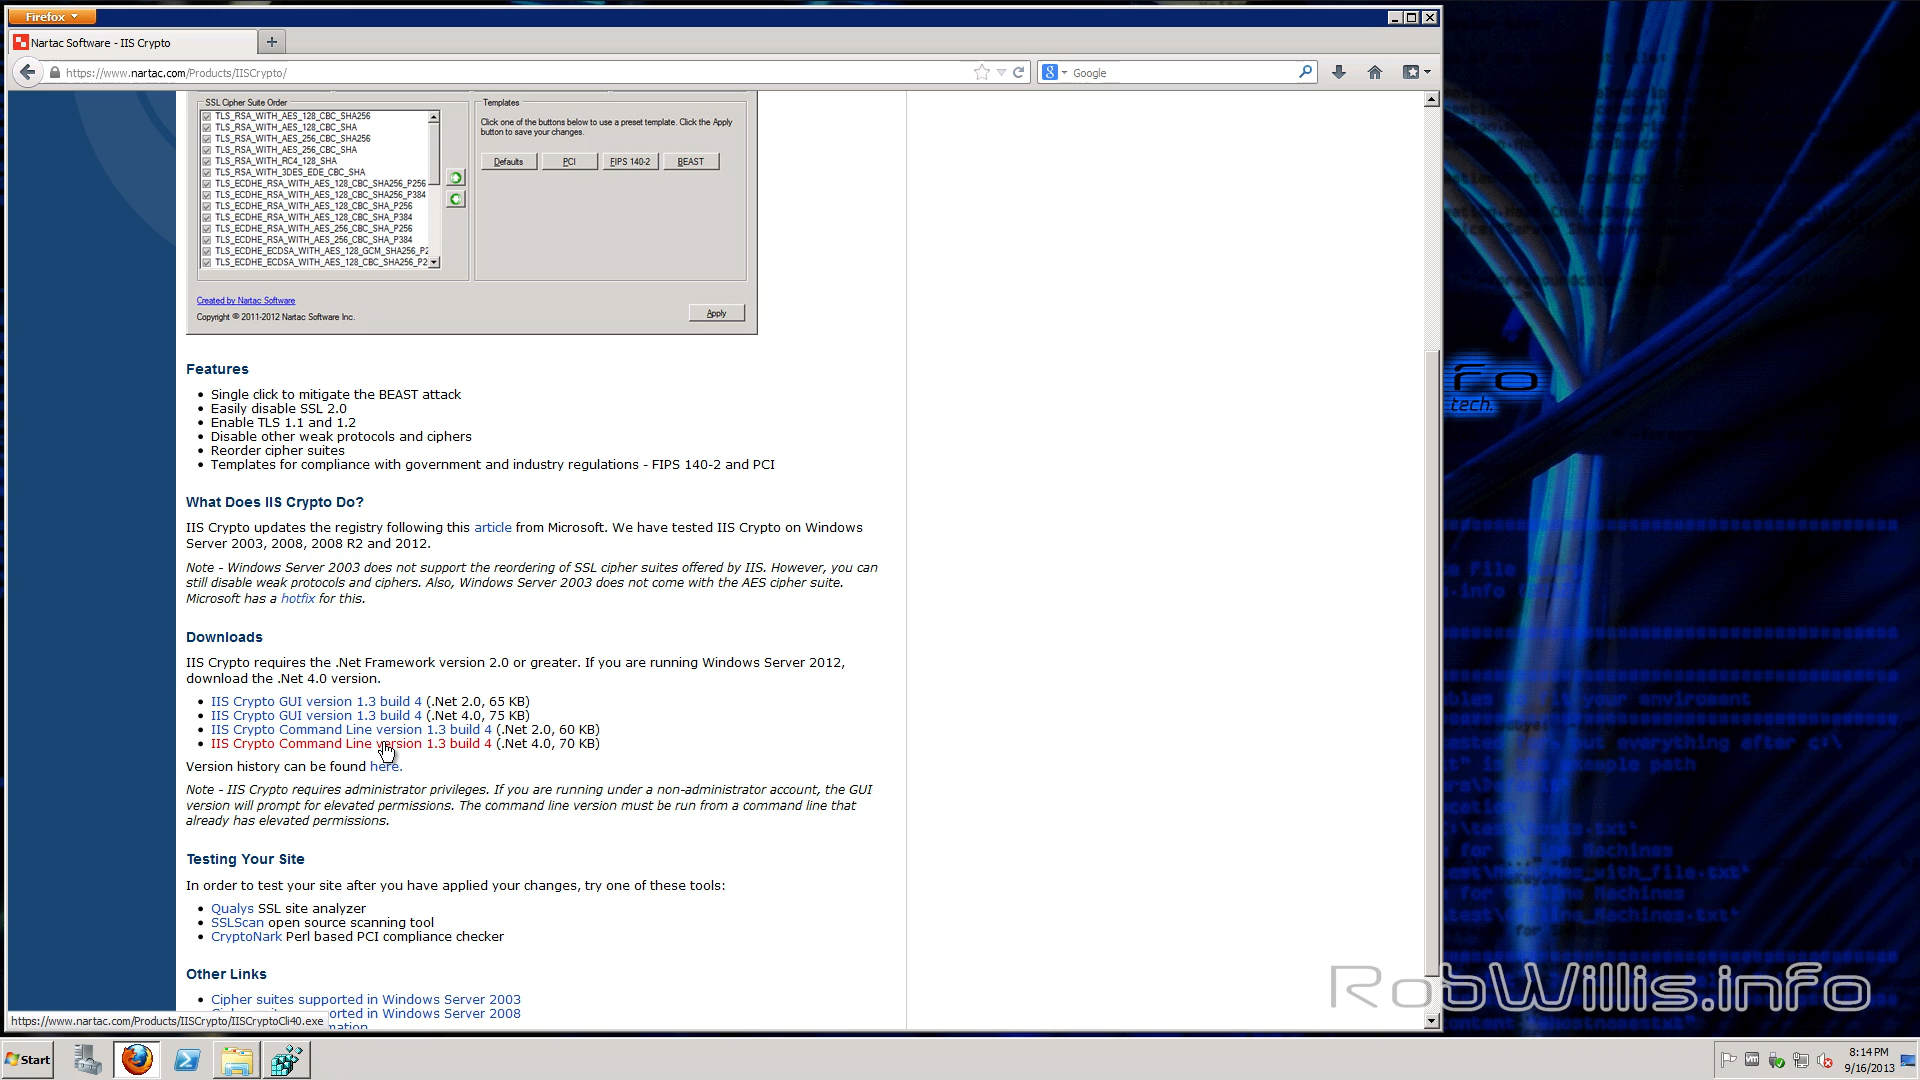 Firefox
Nartac Software - IIS Crypto
https://www.nartac.com/Products/IISCrypto/
Google
SSL Cipher Suite Order
TLS_RSA_WITH_AES_128_CBC_SHA256
TLS_RSA_WITH_AES_128_CBC_SHA
TLS_RSA_WITH_AES_256_CBC_SHA256
TLS_RSA_WITH_AES_256_CBC_SHA
TLS_RSA_WITH_RC4_128_SHA
TLS_RSA_WITH_3DES_EDE_CBC_SHA
TLS_ECDHE_RSA_WITH_AES_128_CBC_SHA256_P256
TLS_ECDHE_RSA_WITH_AES_128_CBC_SHA256_P384
TLS_ECDHE_RSA_WITH_AES_128_CBC_SHA_P256
TLS_ECDHE_RSA_WITH_AES_128_CBC_SHA_P384
TLS_ECDHE_RSA_WITH_AES_256_CBC_SHA_P256
TLS_ECDHE_RSA_WITH_AES_256_CBC_SHA_P384
TLS_ECDHE_ECDSA_WITH_AES_128_GCM_SHA256_P2
TLS_ECDHE_ECDSA_WITH_AES_128_CBC_SHA256_P2
Templates
Click one of the buttons below to use a preset template. Click the Apply
button to save your changes.
Defaults PCI FIPS 140-2 BEAST
Created by Nartac Software
Copyright © 2011-2012 Nartac Software Inc.
Apply
Features
• Single click to mitigate the BEAST attack
• Easily disable SSL 2.0
• Enable TLS 1.1 and 1.2
• Disable other weak protocols and ciphers
• Reorder cipher suites
• Templates for compliance with government and industry regulations - FIPS 140-2 and PCI
What Does IIS Crypto Do?
IIS Crypto updates the registry following this article from Microsoft. We have tested IIS Crypto on Windows
Server 2003, 2008, 2008 R2 and 2012.
Note - Windows Server 2003 does not support the reordering of SSL cipher suites offered by IIS. However, you can
still disable weak protocols and ciphers. Also, Windows Server 2003 does not come with the AES cipher suite.
Microsoft has a hotfix for this.
Downloads
IIS Crypto requires the .Net Framework version 2.0 or greater. If you are running Windows Server 2012,
download the .Net 4.0 version.
• IIS Crypto GUI version 1.3 build 4 (.Net 2.0, 65 KB)
• IIS Crypto GUI version 1.3 build 4 (.Net 4.0, 75 KB)
• IIS Crypto Command Line version 1.3 build 4 (.Net 2.0, 60 KB)
• IIS Crypto Command Line version 1.3 build 4 (.Net 4.0, 70 KB)
Version history can be found here.
Note - IIS Crypto requires administrator privileges. If you are running under a non-administrator account, the GUI
version will prompt for elevated permissions. The command line version must be run from a command line that
already has elevated permissions.
Testing Your Site
In order to test your site after you have applied your changes, try one of these tools:
• Qualys SSL site analyzer
• SSLScan open source scanning tool
• CryptoNark Perl based PCI compliance checker
Other Links
• Cipher suites supported in Windows Server 2003
ported in Windows Server 2008
mation
https://www.nartac.com/Products/IISCrypto/IISCryptoCli40.exe
fo
tech.
RobWillis.info
Start
8:14 PM
9/16/2013